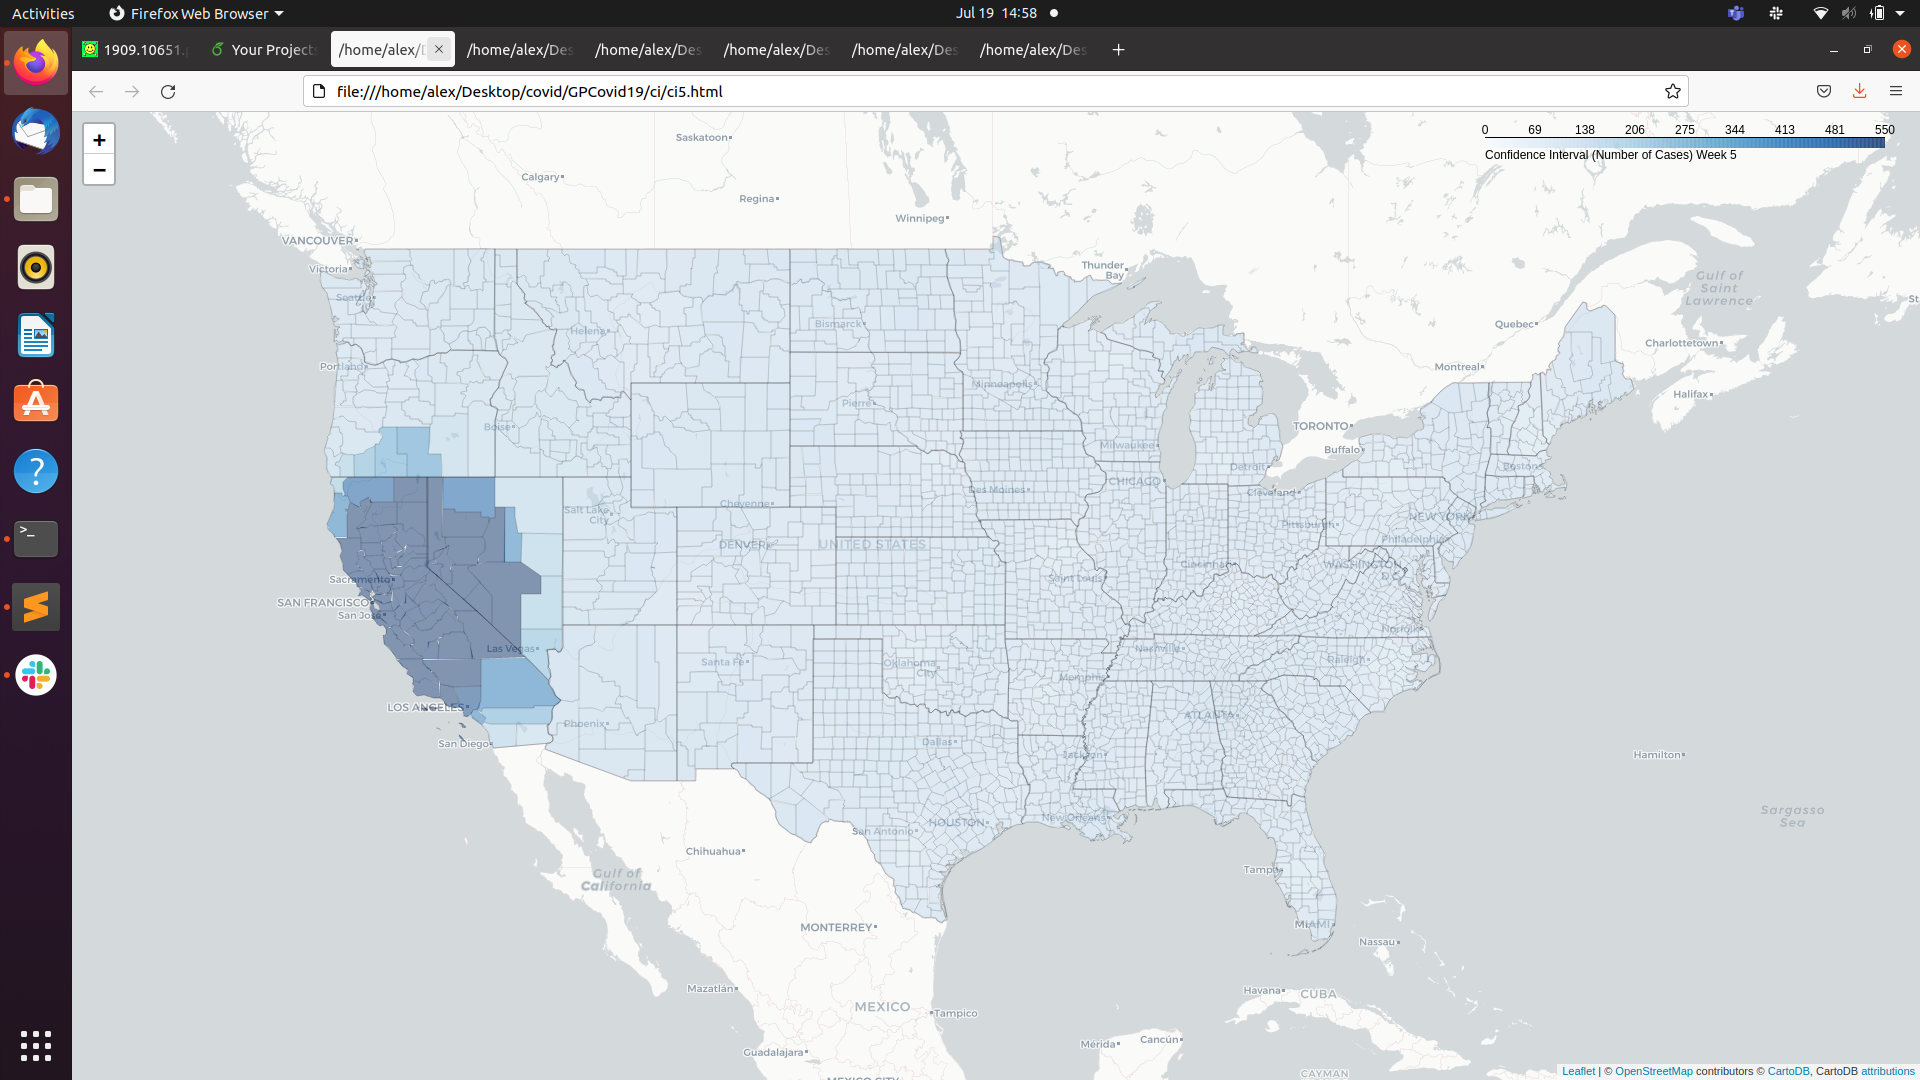 Activities
Firefox Web Browser
Jul 19 14:58
1909.10651.
Your Project
/home/alex/D
/home/alex/Des
/home/alex/Des
/home/alex/Des
/home/alex/Des
/home/alex/Des
file:///home/alex/Desktop/covid/GPCovid19/ci/ci5.html
+
−
0 69 138 206 275 344 413 481 550
Confidence Interval (Number of Cases) Week 5
Saskatoon
Calgary
Regina
Winnipeg
VANCOUVER
Victoria
Thunder
Bay
Gulf of
Saint
Lawrence
St
Seattle
Bismarck
Helena
Quebec
Charlottetown
Portland
Montreal
Minneapolis
Halifax
Pierre
Boise
TORONTO
Milwaukee
Buffalo
Detroit
Boston
CHICAGO
Des Moines
Cleveland
Cheyenne
Salt Lake
City
NEW YORK
Pittsburgh
Philadelphia
DENVER
UNITED STATES
Cincinnati
WASHINGTON,
D.C.
Sacramento
Saint Louis
SAN FRANCISCO
San Jose
Norfolk
Las Vegas
Nashville
Raleigh
Santa Fe
Oklahoma
City
Memphis
LOS ANGELES
ATLANTA
Phoenix
San Diego
Dallas
Jackson
Hamilton
New Orleans
HOUSTON
San Antonio
Sargasso
Sea
Chihuahua
Gulf of
California
Tampa
MIAMI
MONTERREY
Nassau
Mazatlán
Havana
CUBA
MEXICO
Tampico
Mérida
Cancún
Guadalajara
MEXICO CITY
CAYMAN
Leaflet | © OpenStreetMap contributors © CartoDB, CartoDB attributions